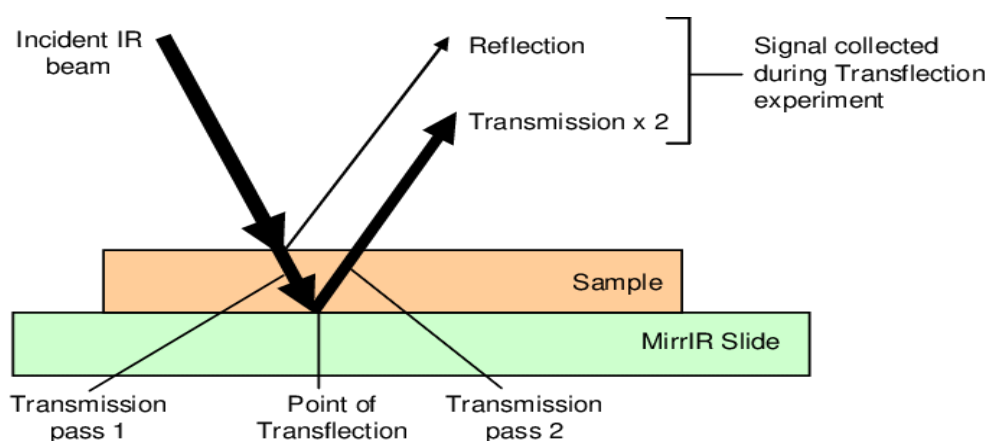 Incident IR
beam
Reflection
Transmission x 2
Signal collected
during Transflection
experiment
Sample
MirrIR Slide
Transmission
pass 1
Point of
Transflection
Transmission
pass 2